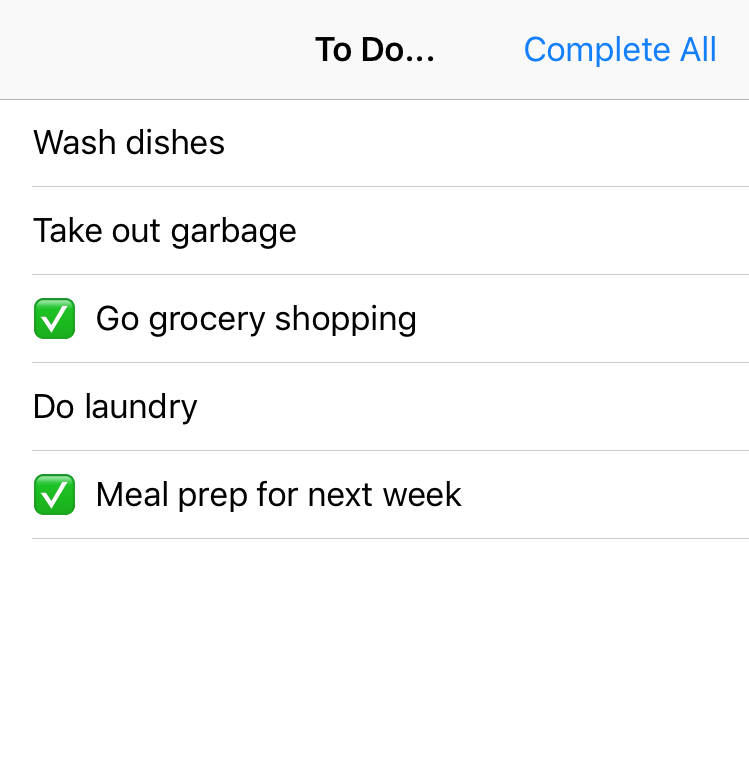 To Do...
Complete All
Wash dishes
Take out garbage
✅ Go grocery shopping
Do laundry
✅ Meal prep for next week